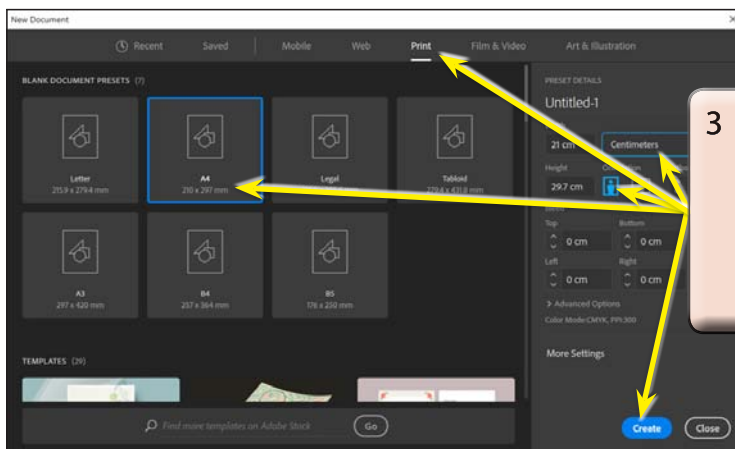 New Document
Recent Saved Mobile Web Print Film & Video Art & Illustration
BLANK DOCUMENT PRESETS (7)
Letter
215.9 x 279.4 mm
A4
210 x 297 mm
Legal
Tabloid
279.4 x 431.8 mm
A3
297 x 420 mm
B4
257 x 364 mm
B5
176 x 250 mm
TEMPLATES (29)
Find more templates on Adobe Stock Go
PRESET DETAILS
Untitled-1
21 cm Centimeters
Height
29.7 cm
Top Bottom
0 cm 0 cm
Left Right
0 cm 0 cm
Advanced Options
Color Mode:CMYK, PPI:300
More Settings
Create Close
3